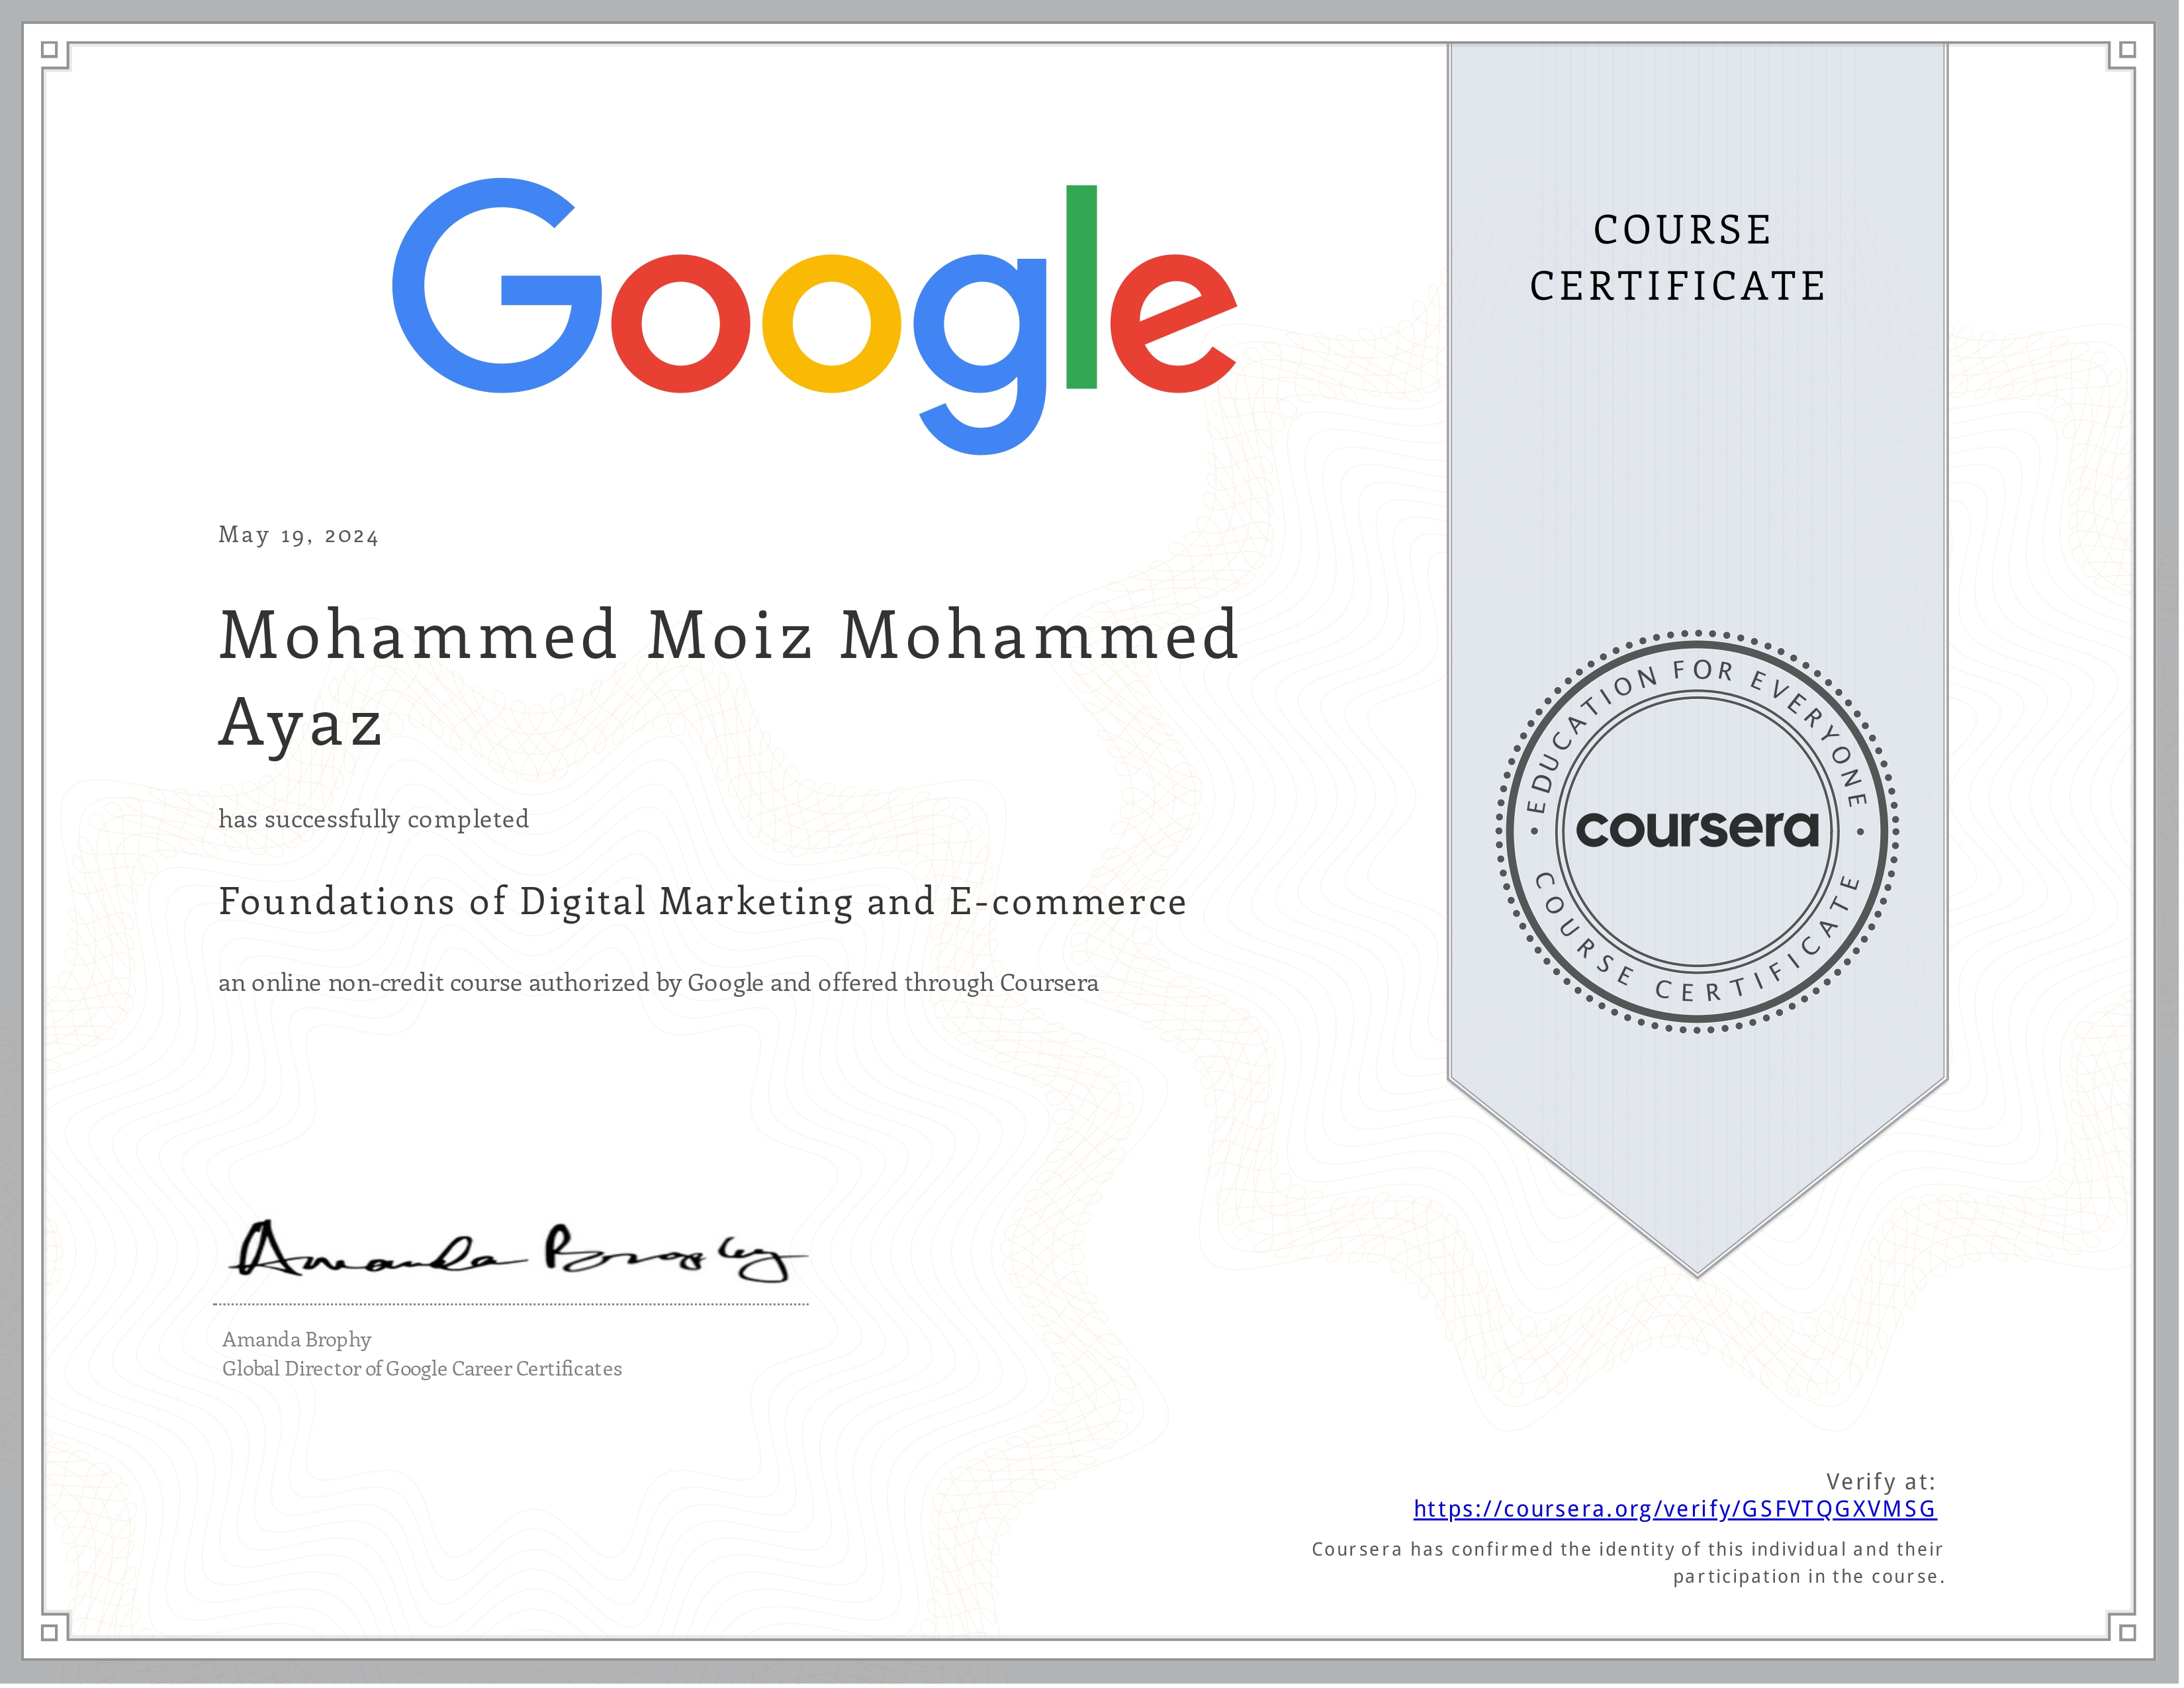 Google
COURSE
CERTIFICATE
May 19, 2024
Mohammed Moiz Mohammed
Ayaz
has successfully completed
Foundations of Digital Marketing and E-commerce
an online non-credit course authorized by Google and offered through Coursera
EDUCATION FOR EVERYONE
coursera
COURSE CERTIFICATE
Amanda Brophy
Amanda Brophy
Global Director of Google Career Certificates
Verify at:
https://coursera.org/verify/GSFVTQGXVMSG
Coursera has confirmed the identity of this individual and their
participation in the course.